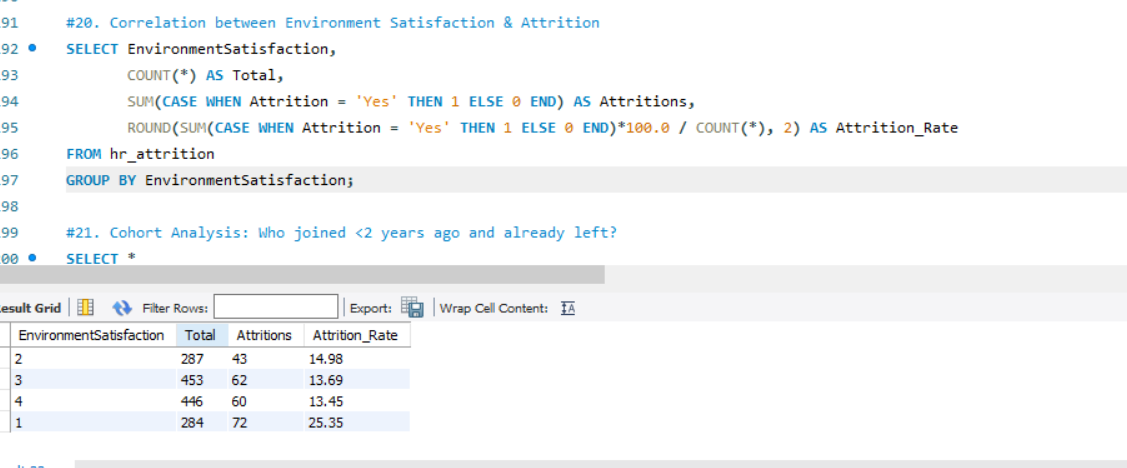 91 #20. Correlation between Environment Satisfaction & Attrition
92 SELECT EnvironmentSatisfaction,
93 COUNT(*) AS Total,
94 SUM(CASE WHEN Attrition = 'Yes' THEN 1 ELSE 0 END) AS Attritions,
95 ROUND(SUM(CASE WHEN Attrition = 'Yes' THEN 1 ELSE 0 END)*100.0 / COUNT(*), 2) AS Attrition_Rate
96 FROM hr_attrition
97 GROUP BY EnvironmentSatisfaction;
98
99 #21. Cohort Analysis: Who joined <2 years ago and already left?
00 SELECT *
esult Grid Filter Rows: Export: Wrap Cell Content:
EnvironmentSatisfaction Total Attritions Attrition_Rate
2 287 43 14.98
3 453 62 13.69
4 446 60 13.45
1 284 72 25.35